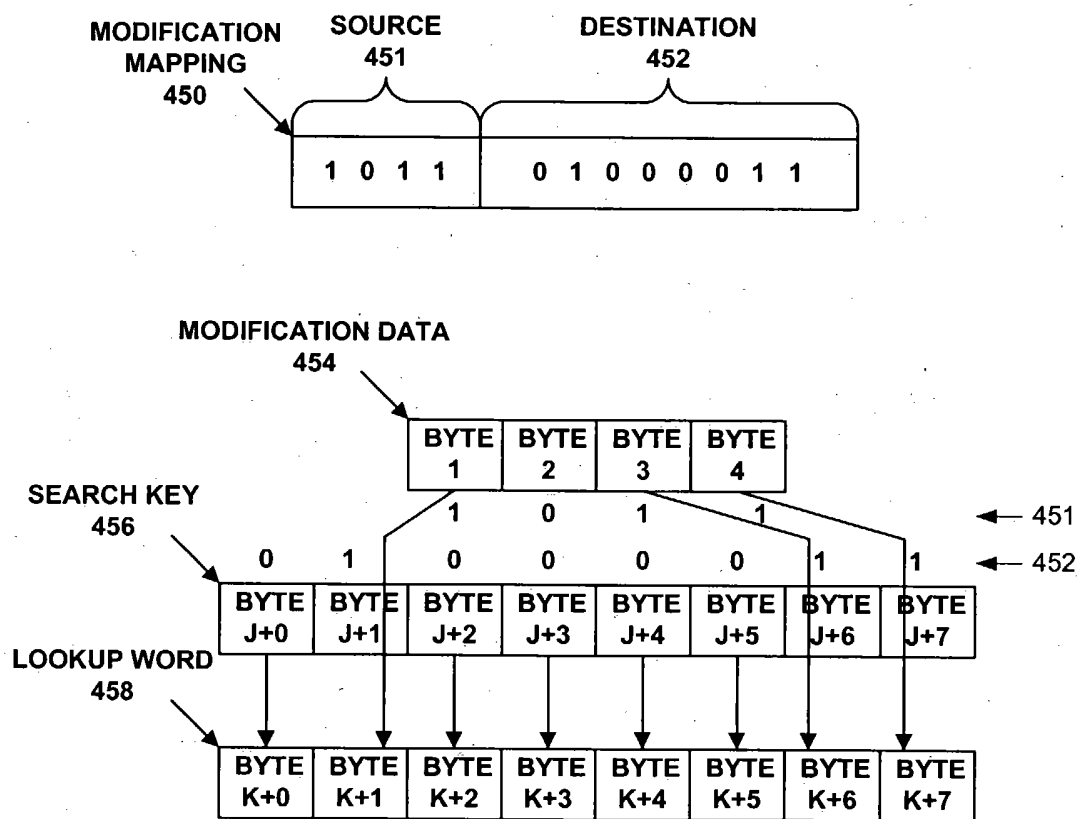 MODIFICATION
MAPPING
450
SOURCE
451
DESTINATION
452
1 0 1 1 0 1 0 0 0 0 1 1
MODIFICATION DATA
454
BYTE 1 BYTE 2 BYTE 3 BYTE 4
SEARCH KEY
456
1 0 1 1 451
0 1 0 0 0 0 1 1 452
BYTE J+0 BYTE J+1 BYTE J+2 BYTE J+3 BYTE J+4 BYTE J+5 BYTE J+6 BYTE J+7
LOOKUP WORD
458
BYTE K+0 BYTE K+1 BYTE K+2 BYTE K+3 BYTE K+4 BYTE K+5 BYTE K+6 BYTE K+7